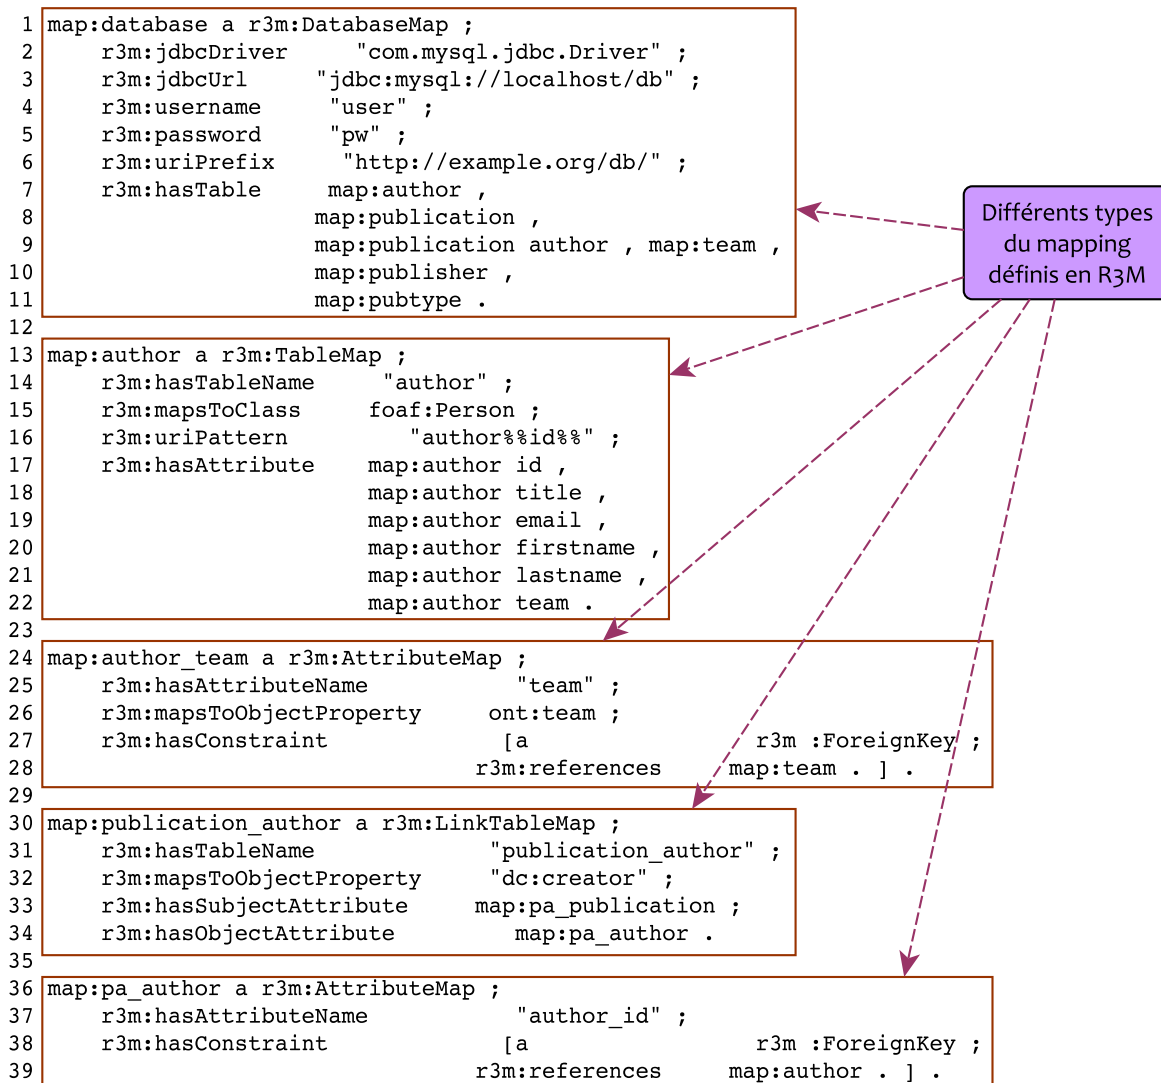 1 map:database a r3m:DatabaseMap ;
2 r3m:jdbcDriver "com.mysql.jdbc.Driver" ;
3 r3m:jdbcUrl "jdbc:mysql://localhost/db" ;
4 r3m:username "user" ;
5 r3m:password "pw" ;
6 r3m:uriPrefix "http://example.org/db/" ;
7 r3m:hasTable map:author ,
8 map:publication ,
9 map:publication author , map:team ,
10 map:publisher ,
11 map:pubtype .
12
13 map:author a r3m:TableMap ;
14 r3m:hasTableName "author" ;
15 r3m:mapsToClass foaf:Person ;
16 r3m:uriPattern "author%%id%%" ;
17 r3m:hasAttribute map:author id ,
18 map:author title ,
19 map:author email ,
20 map:author firstname ,
21 map:author lastname ,
22 map:author team .
23
24 map:author_team a r3m:AttributeMap ;
25 r3m:hasAttributeName "team" ;
26 r3m:mapsToObjectProperty ont:team ;
27 r3m:hasConstraint [a r3m :ForeignKey ;
28 r3m:references map:team . ] .
29
30 map:publication_author a r3m:LinkTableMap ;
31 r3m:hasTableName "publication_author" ;
32 r3m:mapsToObjectProperty "dc:creator" ;
33 r3m:hasSubjectAttribute map:pa_publication ;
34 r3m:hasObjectAttribute map:pa_author .
35
36 map:pa_author a r3m:AttributeMap ;
37 r3m:hasAttributeName "author_id" ;
38 r3m:hasConstraint [a r3m :ForeignKey ;
39 r3m:references map:author . ] .
Différents types
du mapping
définis en R3M